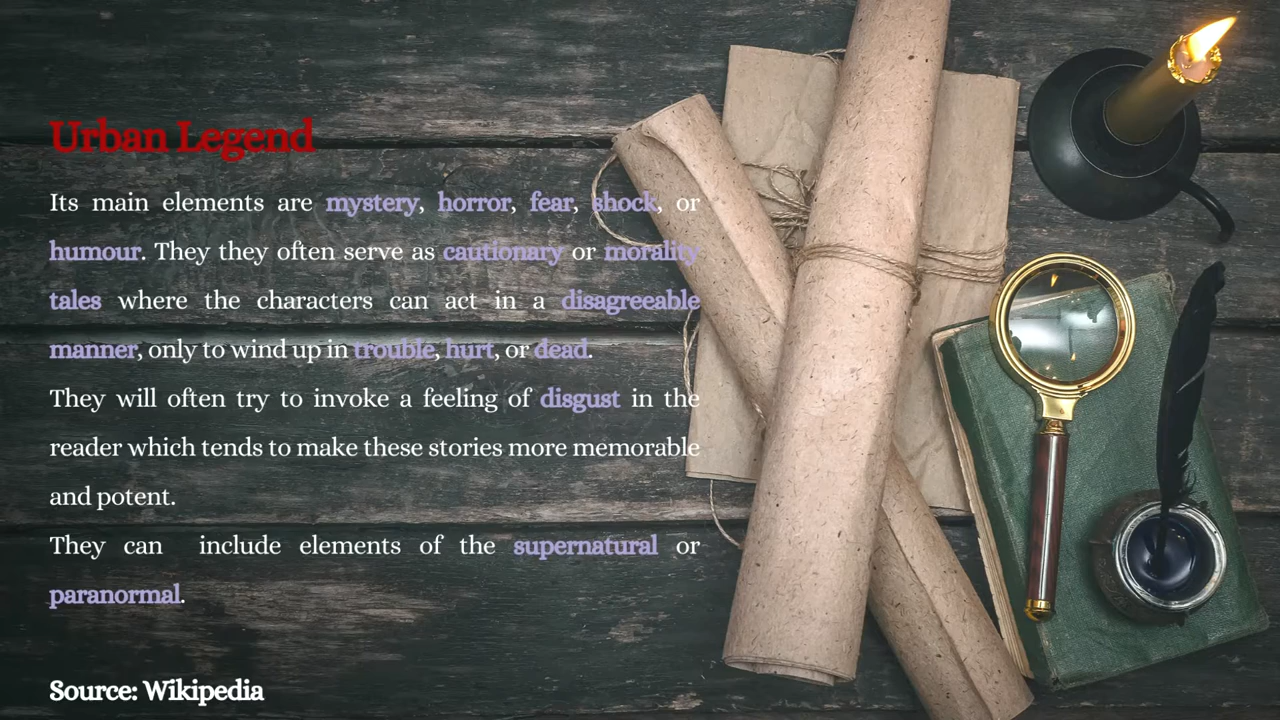 Urban Legend
Its main elements are mystery, horror, fear, shock, or
humour. They they often serve as cautionary or morality
tales where the characters can act in a disagreeable
manner, only to wind up in trouble, hurt, or dead.
They will often try to invoke a feeling of disgust in the
reader which tends to make these stories more memorable
and potent.
They can include elements of the supernatural or
paranormal.
Source: Wikipedia